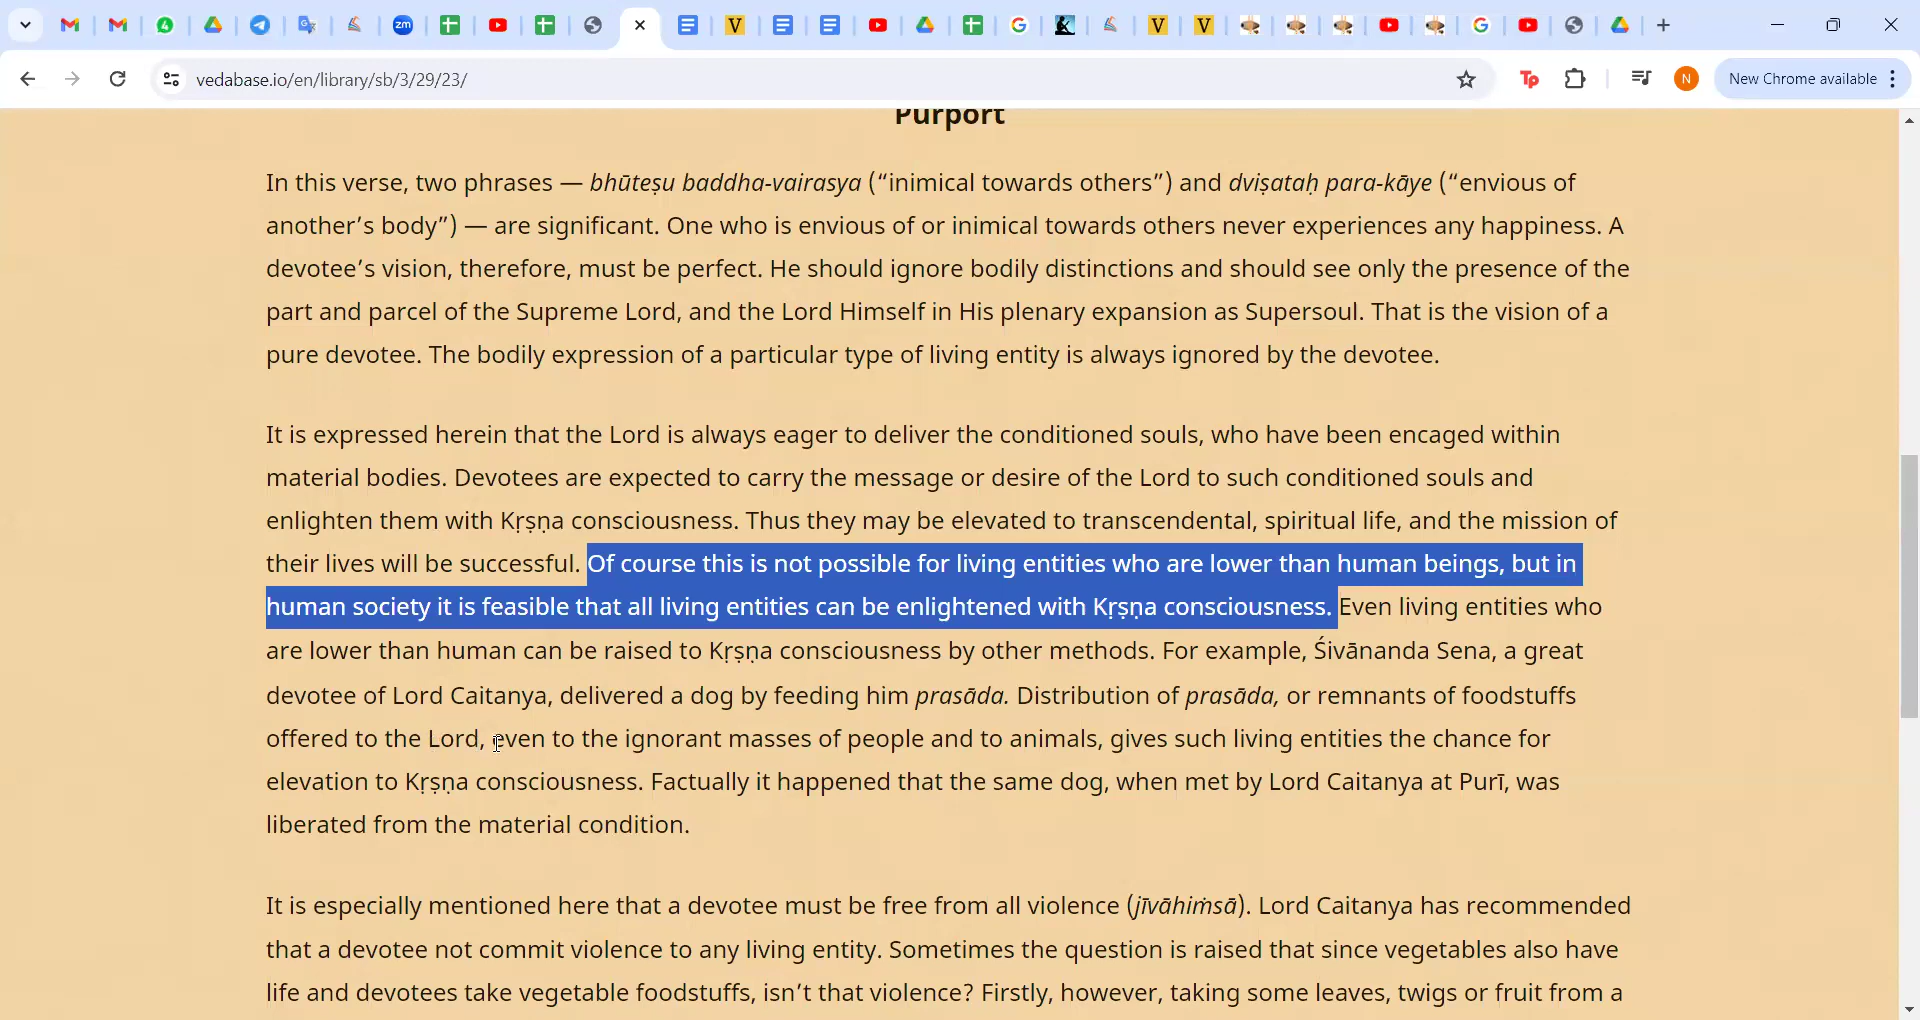 zm
V
V
V
vedabase.io/en/library/sb/3/29/23/
Tp
N
New Chrome available
Purport
In this verse, two phrases — bhūteṣu baddha-vairasya (“inimical towards others”) and dviṣataḥ para-kāye (“envious of
another’s body”) — are significant. One who is envious of or inimical towards others never experiences any happiness. A
devotee’s vision, therefore, must be perfect. He should ignore bodily distinctions and should see only the presence of the
part and parcel of the Supreme Lord, and the Lord Himself in His plenary expansion as Supersoul. That is the vision of a
pure devotee. The bodily expression of a particular type of living entity is always ignored by the devotee.
It is expressed herein that the Lord is always eager to deliver the conditioned souls, who have been encaged within
material bodies. Devotees are expected to carry the message or desire of the Lord to such conditioned souls and
enlighten them with Kṛṣṇa consciousness. Thus they may be elevated to transcendental, spiritual life, and the mission of
their lives will be successful. Of course this is not possible for living entities who are lower than human beings, but in
human society it is feasible that all living entities can be enlightened with Kṛṣṇa consciousness. Even living entities who
are lower than human can be raised to Kṛṣṇa consciousness by other methods. For example, Śivānanda Sena, a great
devotee of Lord Caitanya, delivered a dog by feeding him prasāda. Distribution of prasāda, or remnants of foodstuffs
offered to the Lord, even to the ignorant masses of people and to animals, gives such living entities the chance for
elevation to Kṛṣṇa consciousness. Factually it happened that the same dog, when met by Lord Caitanya at Purī, was
liberated from the material condition.
It is especially mentioned here that a devotee must be free from all violence (jīvāhiṁsā). Lord Caitanya has recommended
that a devotee not commit violence to any living entity. Sometimes the question is raised that since vegetables also have
life and devotees take vegetable foodstuffs, isn’t that violence? Firstly, however, taking some leaves, twigs or fruit from a